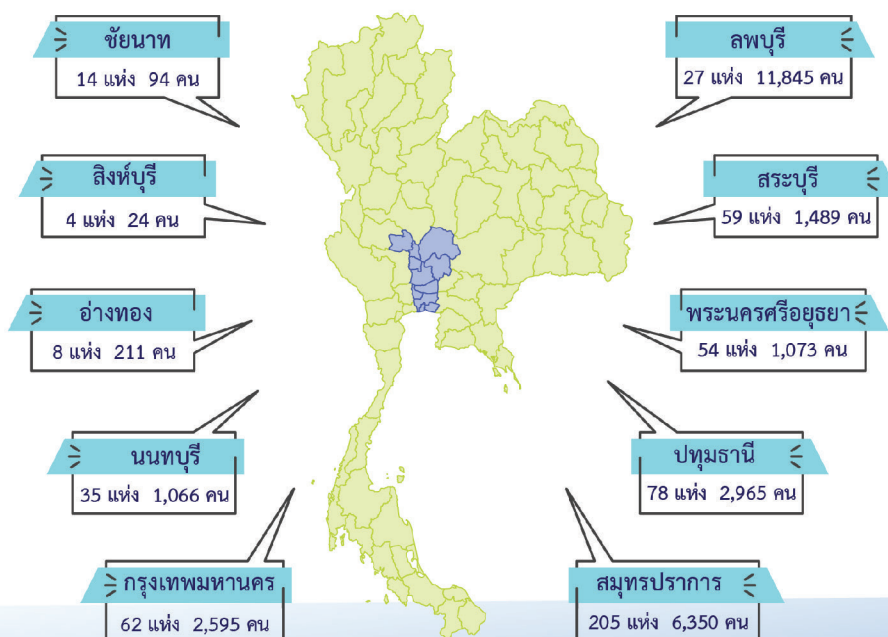 ชัยนาท
14 แห่ง 94 คน
ลพบุรี
27 แห่ง 11,845 คน
สิงห์บุรี
4 แห่ง 24 คน
สระบุรี
59 แห่ง 1,489 คน
อ่างทอง
8 แห่ง 211 คน
พระนครศรีอยุธยา
54 แห่ง 1,073 คน
นนทบุรี
35 แห่ง 1,066 คน
ปทุมธานี
78 แห่ง 2,965 คน
กรุงเทพมหานคร
62 แห่ง 2,595 คน
สมุทรปราการ
205 แห่ง 6,350 คน